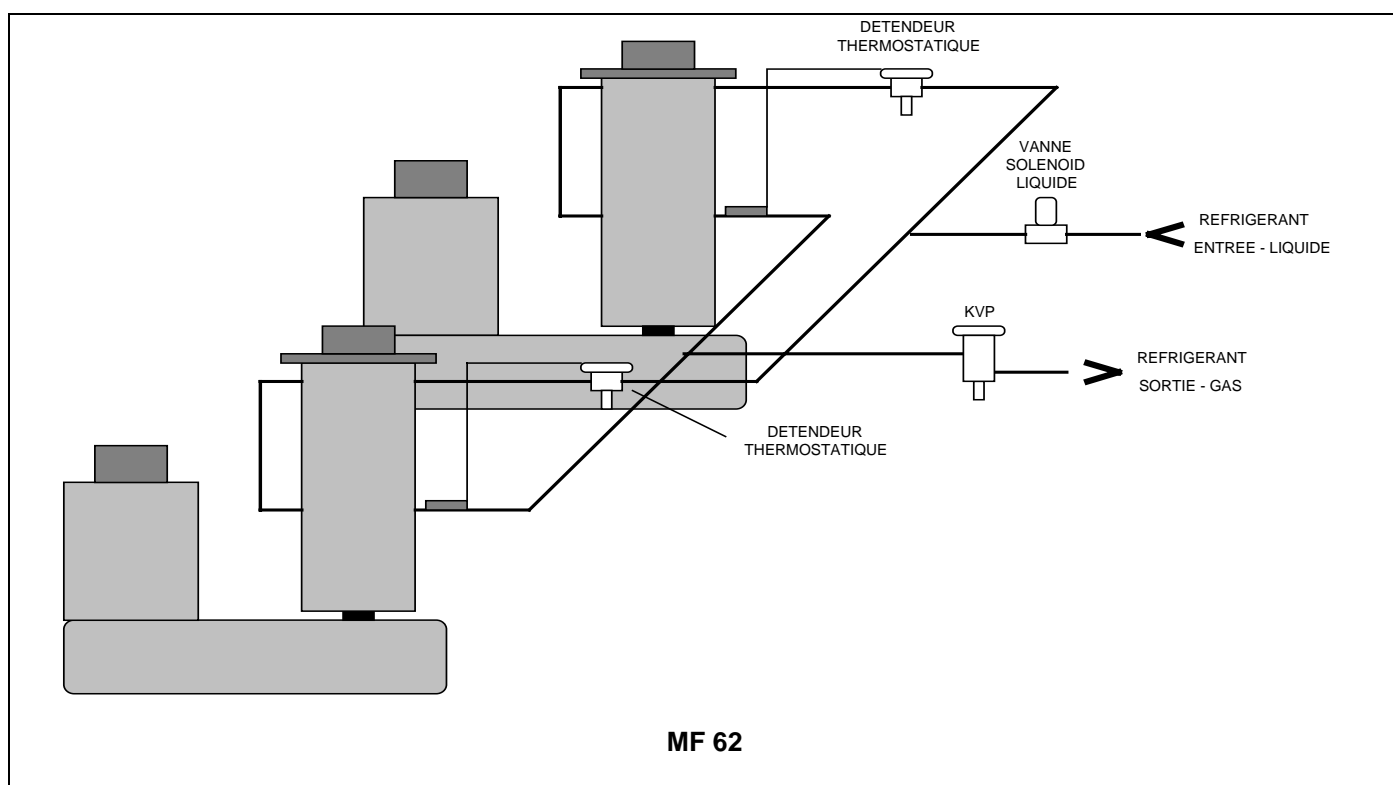 DETENDEUR
THERMOSTATIQUE
VANNE
SOLENOID
LIQUIDE
REFRIGERANT
ENTREE - LIQUIDE
KVP
REFRIGERANT
SORTIE - GAS
DETENDEUR
THERMOSTATIQUE
MF 62